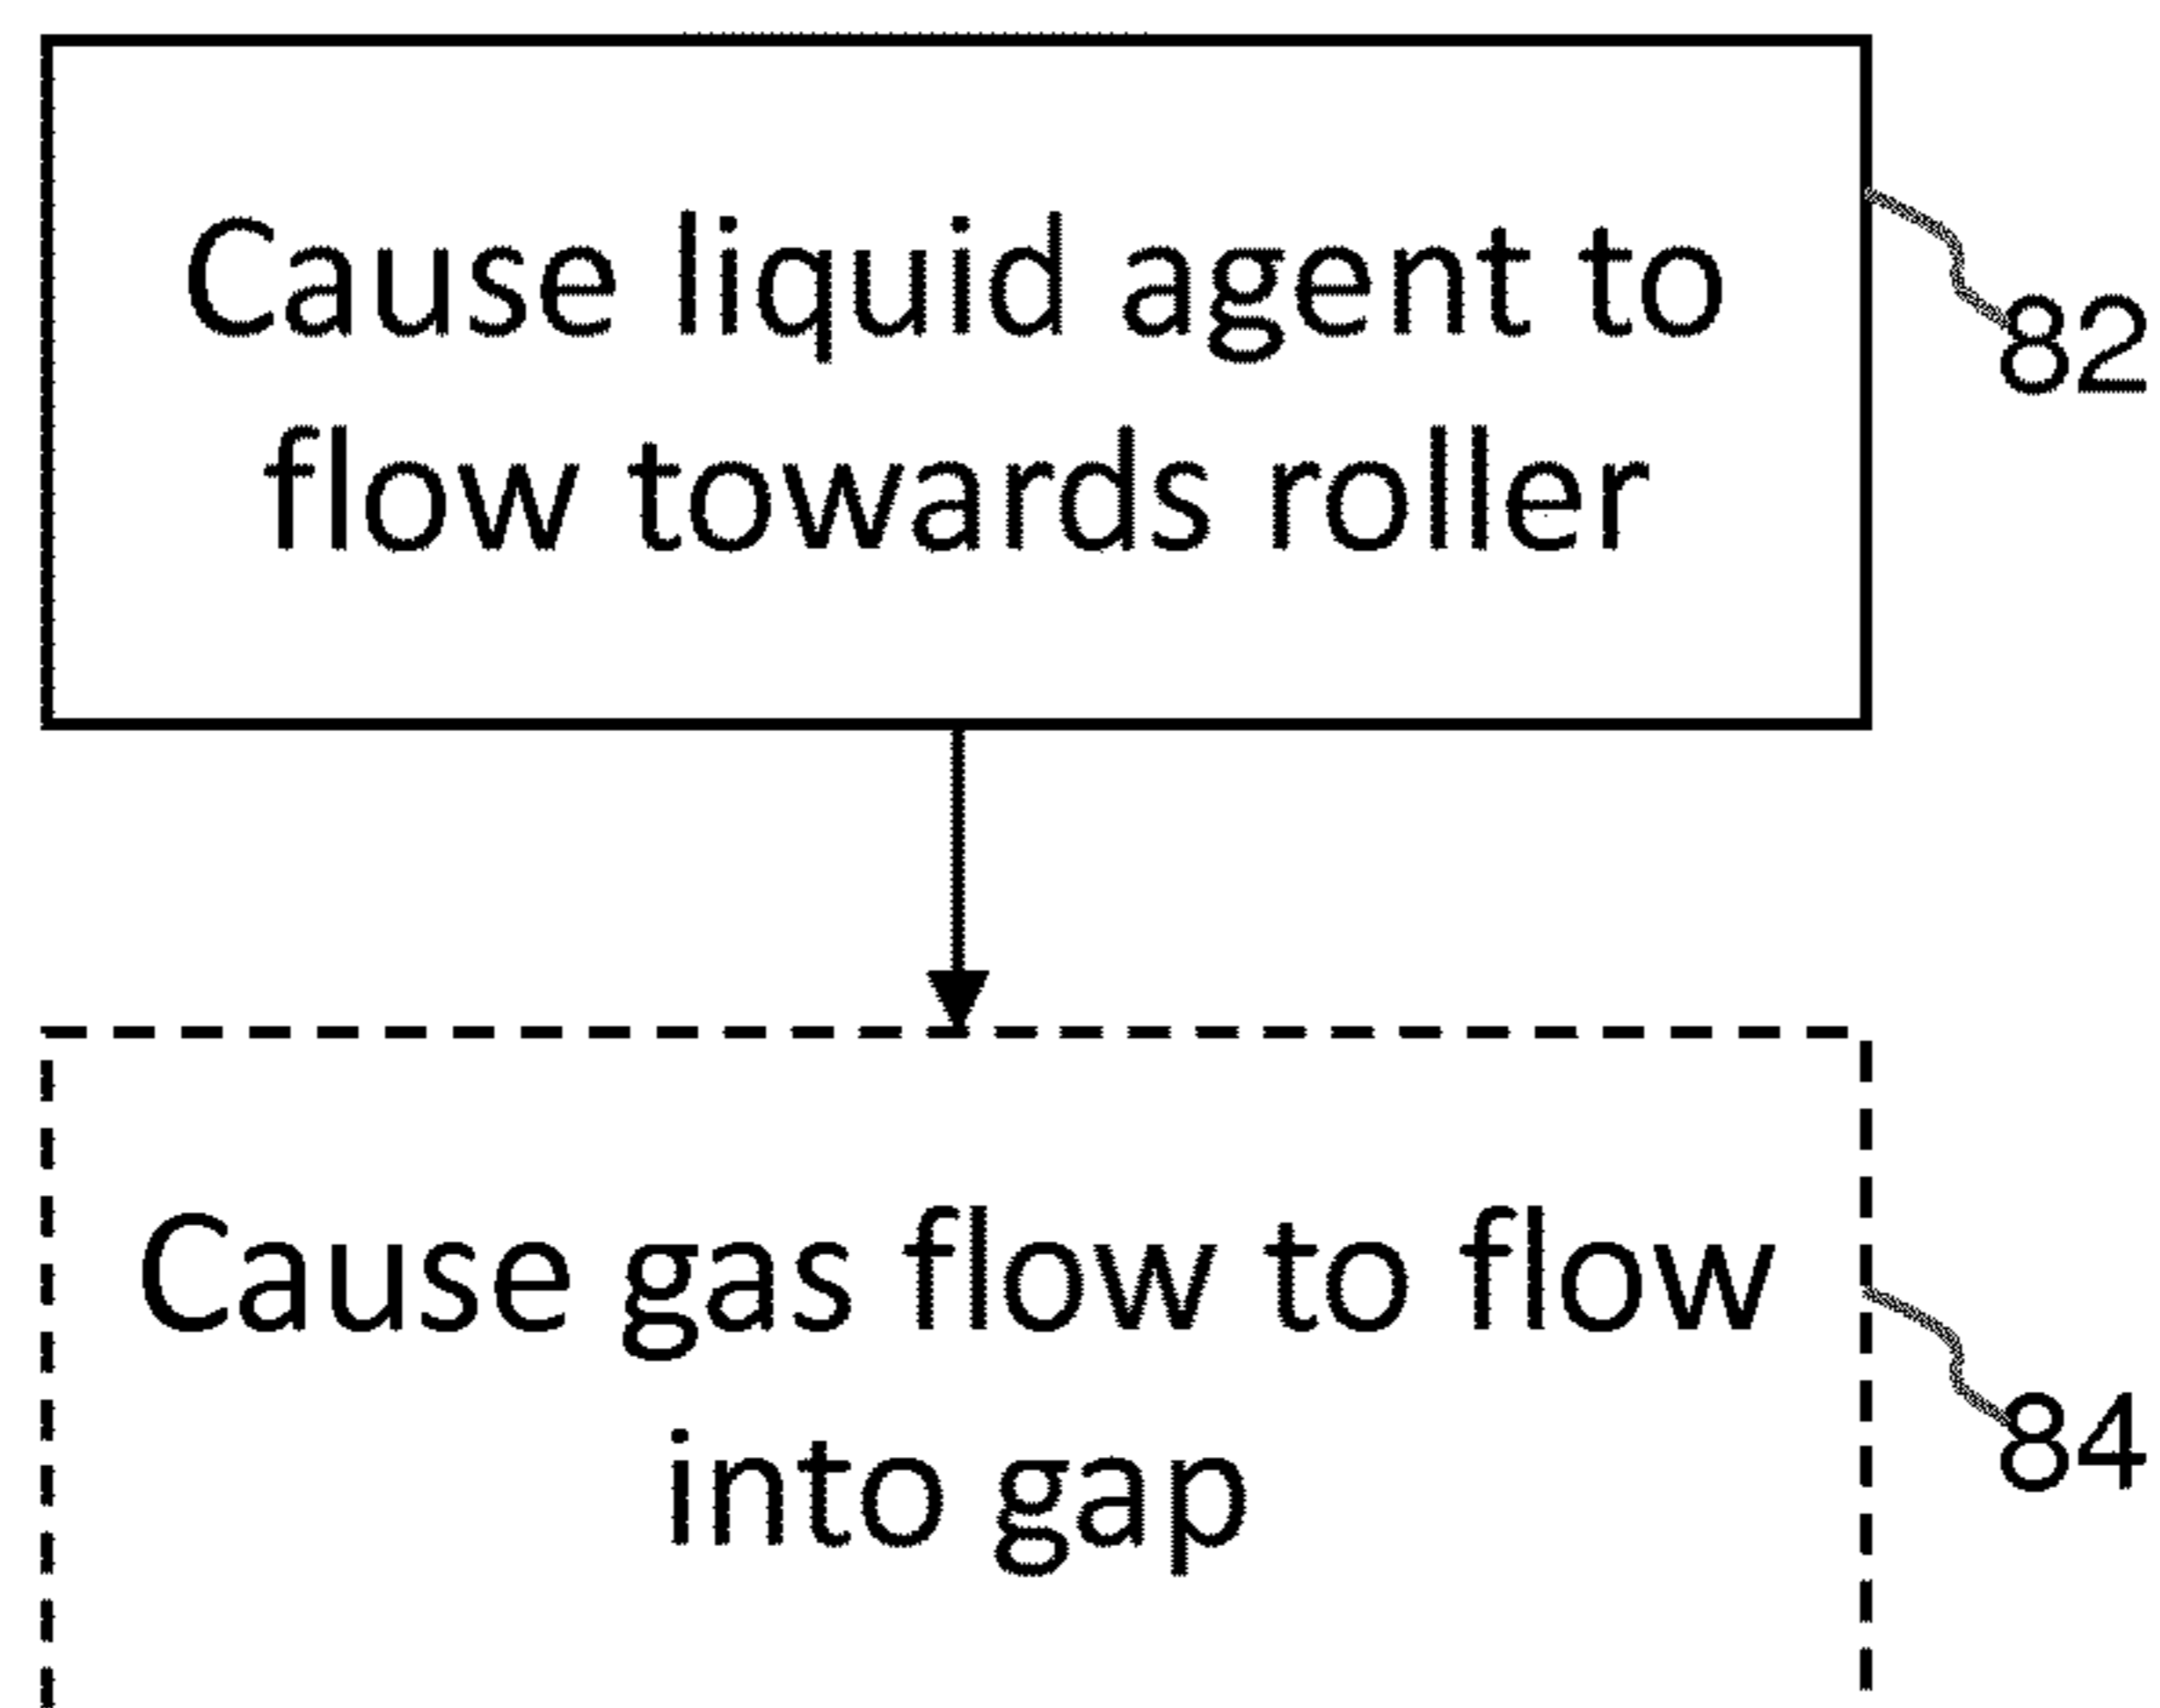 Cause liquid agent to
flow towards roller
82
Cause gas flow to flow
into gap
84